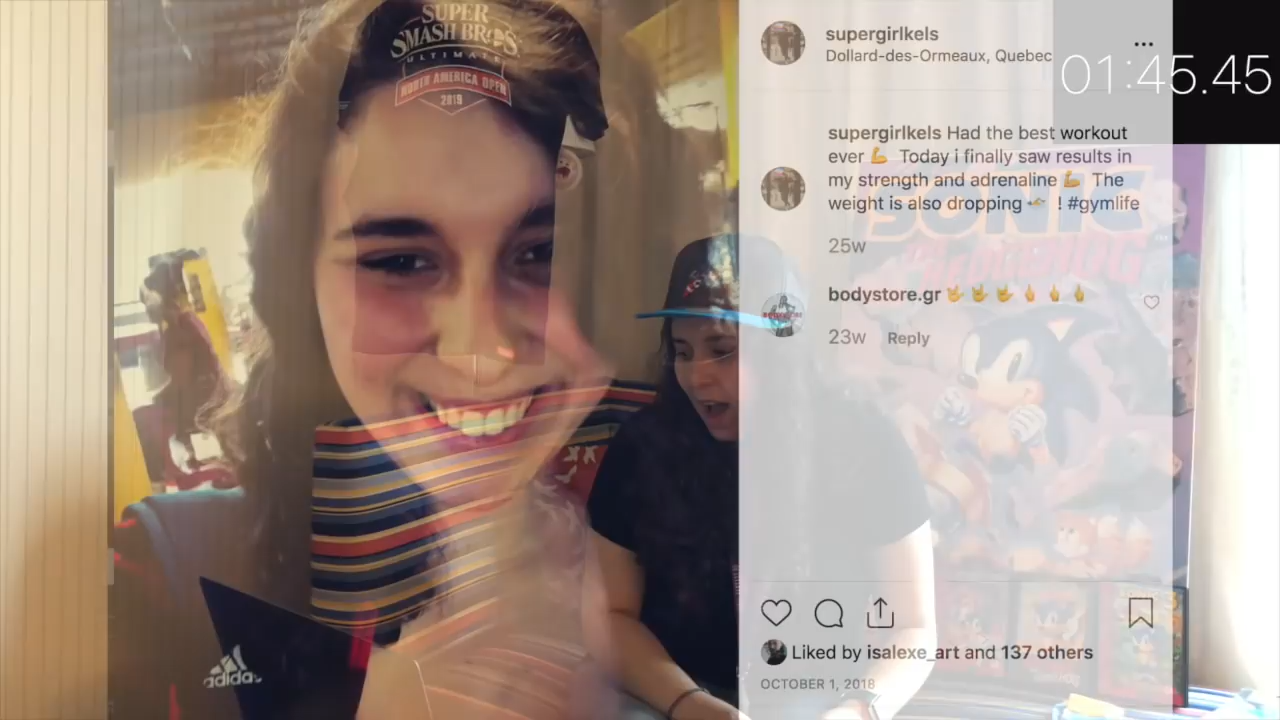 SUPER
SMASH BROS
ULTIMATE
NORTH AMERICA OPEN
2019
supergirlkels
Dollard-des-Ormeaux, Quebec
01:45.45
supergirlkels Had the best workout
ever 💪 Today i finally saw results in
my strength and adrenaline 💪 The
weight is also dropping ! #gymlife
25w
SONIC
THE HEDGEHOG
bodystore.gr
23w Reply
adidas
Liked by isalexe_art and 137 others
OCTOBER 1, 2018